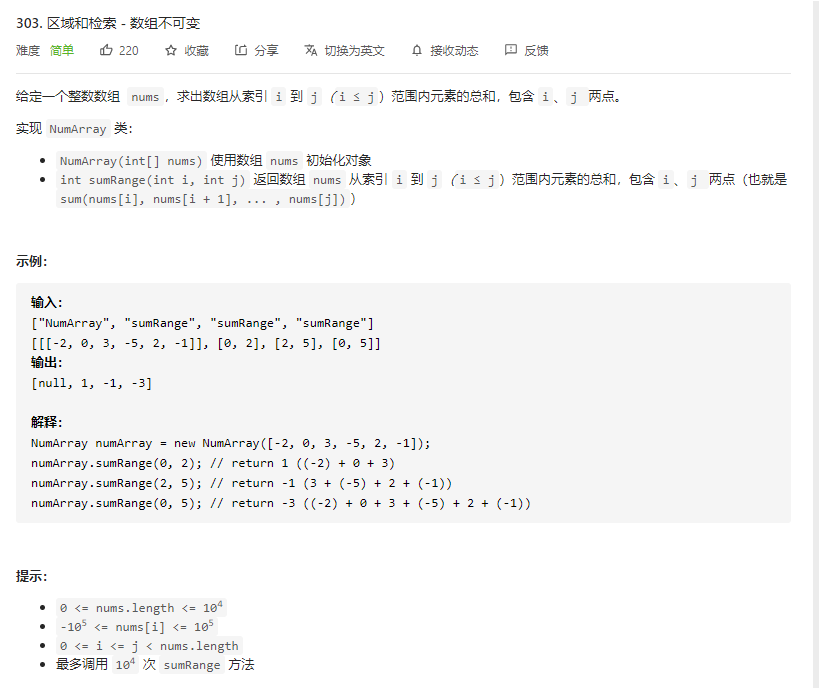 303. 区域和检索 - 数组不可变
难度 简单 220 收藏 分享 切换为英文 接收动态 反馈
给定一个整数数组 nums，求出数组从索引 i 到 j （i ≤ j）范围内元素的总和，包含 i、j 两点。
实现 NumArray 类：
• NumArray(int[] nums) 使用数组 nums 初始化对象
• int sumRange(int i, int j) 返回数组 nums 从索引 i 到 j （i ≤ j）范围内元素的总和，包含 i、j 两点（也就是
sum(nums[i], nums[i + 1], ... , nums[j])）
示例：
输入：
["NumArray", "sumRange", "sumRange", "sumRange"]
[[[-2, 0, 3, -5, 2, -1]], [0, 2], [2, 5], [0, 5]]
输出：
[null, 1, -1, -3]
解释：
NumArray numArray = new NumArray([-2, 0, 3, -5, 2, -1]);
numArray.sumRange(0, 2); // return 1 ((-2) + 0 + 3)
numArray.sumRange(2, 5); // return -1 (3 + (-5) + 2 + (-1))
numArray.sumRange(0, 5); // return -3 ((-2) + 0 + 3 + (-5) + 2 + (-1))
提示：
• 0 <= nums.length <= 10⁴
• -10⁵ <= nums[i] <= 10⁵
• 0 <= i <= j < nums.length
• 最多调用 10⁴ 次 sumRange 方法